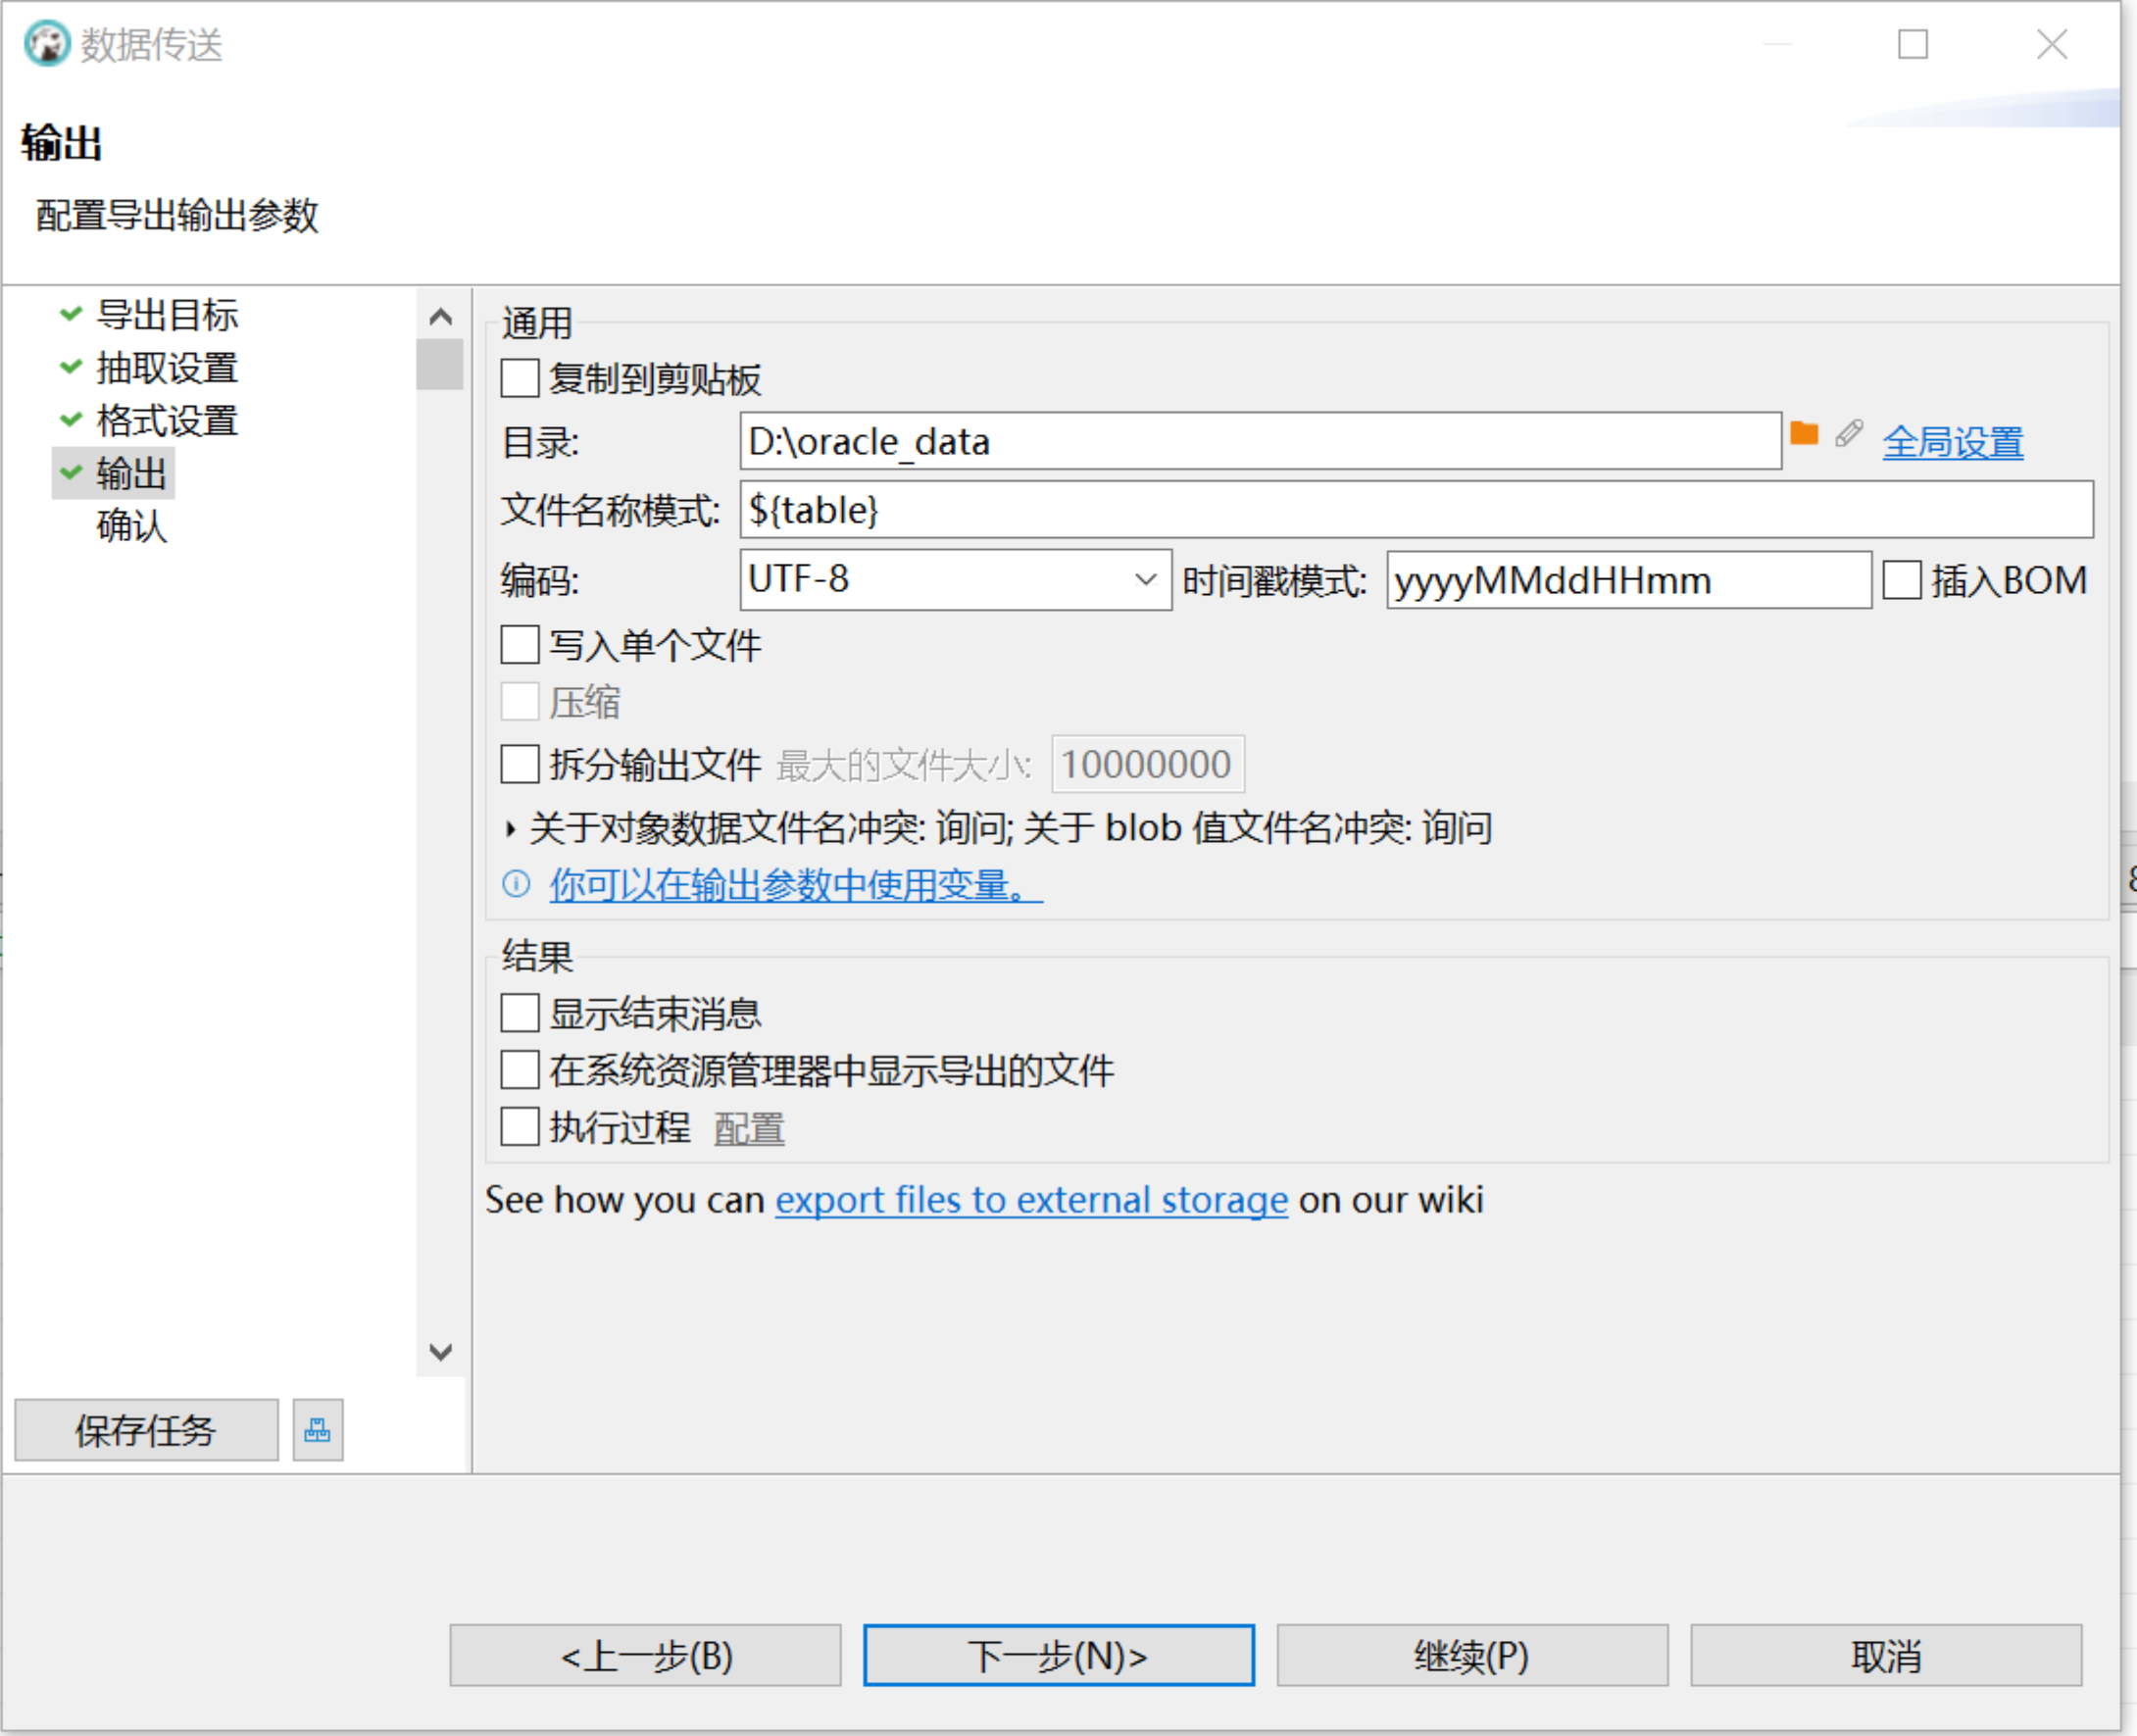 数据传送
输出
配置导出输出参数
导出目标
抽取设置
格式设置
输出
确认
通用
复制到剪贴板
目录: D:\oracle_data 全局设置
文件名称模式: ${table}
编码: UTF-8 时间戳模式: yyyyMMddHHmm 插入BOM
写入单个文件
压缩
拆分输出文件 最大的文件大小: 10000000
关于对象数据文件名冲突: 询问; 关于 blob 值文件名冲突: 询问
你可以在输出参数中使用变量。
结果
显示结束消息
在系统资源管理器中显示导出的文件
执行过程 配置
See how you can export files to external storage on our wiki
保存任务
<上一步(B) 下一步(N)> 继续(P) 取消